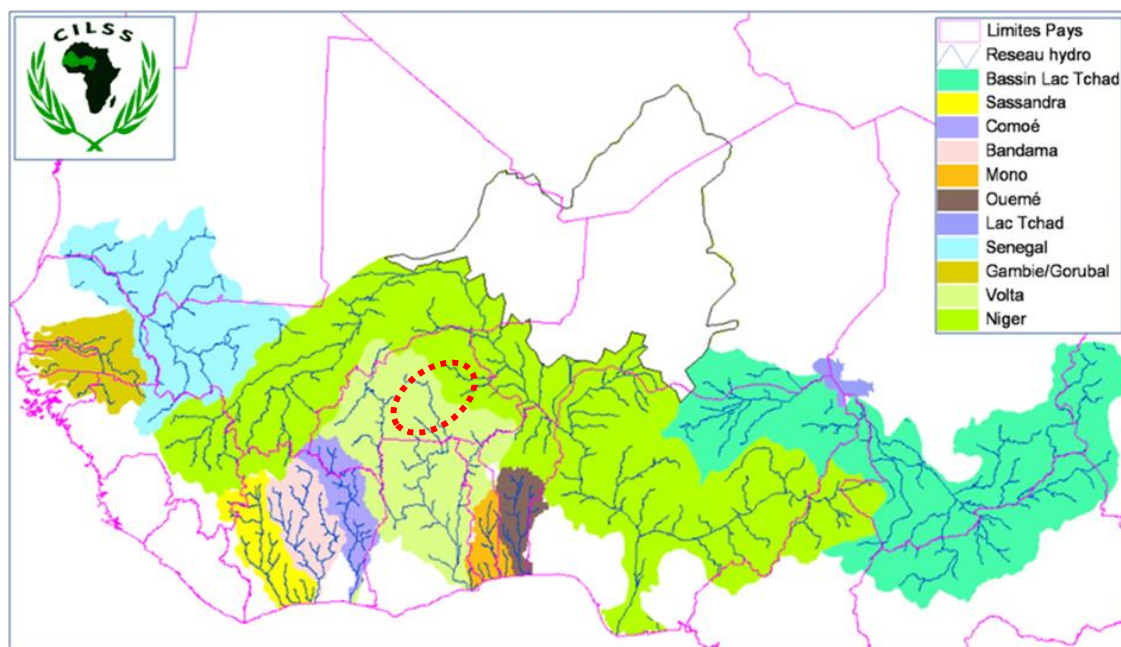 CILSS
Limites Pays
Reseau hydro
Bassin Lac Tchad
Sassandra
Comoé
Bandama
Mono
Ouemé
Lac Tchad
Senegal
Gambie/Gorubal
Volta
Niger